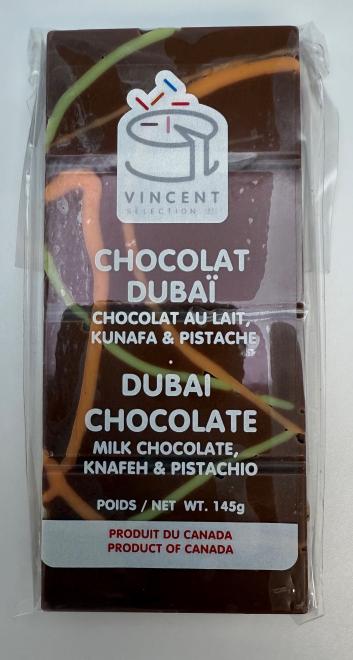 VINCENT
SÉLECTION
CHOCOLAT
DUBAÏ
CHOCOLAT AU LAIT,
KUNAFA & PISTACHE
DUBAI
CHOCOLATE
MILK CHOCOLATE,
KNAFEH & PISTACHIO
POIDS / NET WT. 145g
PRODUIT DU CANADA
PRODUCT OF CANADA